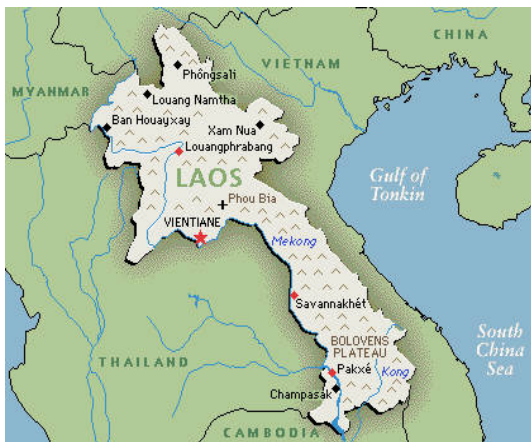 CHINA
Phôngsali
VIETNAM
MYANMAR
Louang Namtha
Ban Houayxay
Xam Nua
Louangphrabang
LAOS
Gulf of
Tonkin
Phou Bia
VIENTIANE
Mekong
Savannakhét
South
China
Sea
BOLOVENS
PLATEAU
THAILAND
Pakxé
Kong
Champasak
CAMBODIA